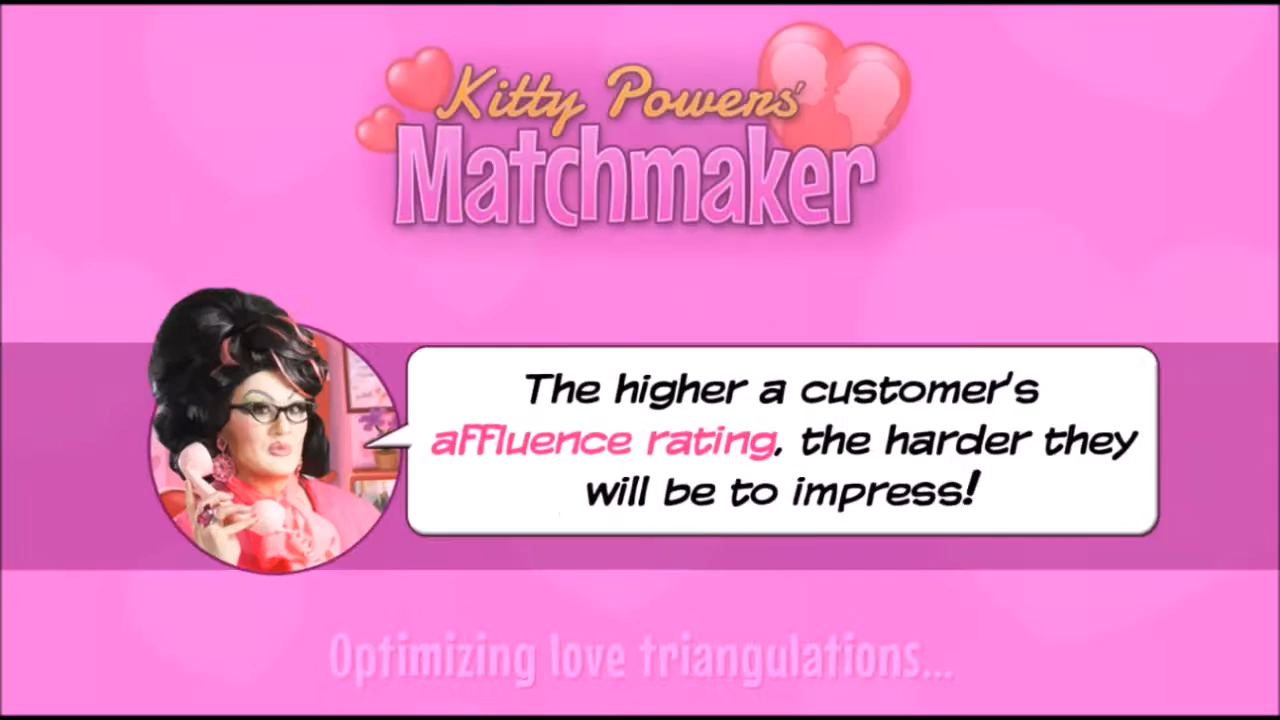 Kitty Powers'
Matchmaker
The higher a customer's
affluence rating, the harder they
will be to impress!
Optimizing love triangulations...